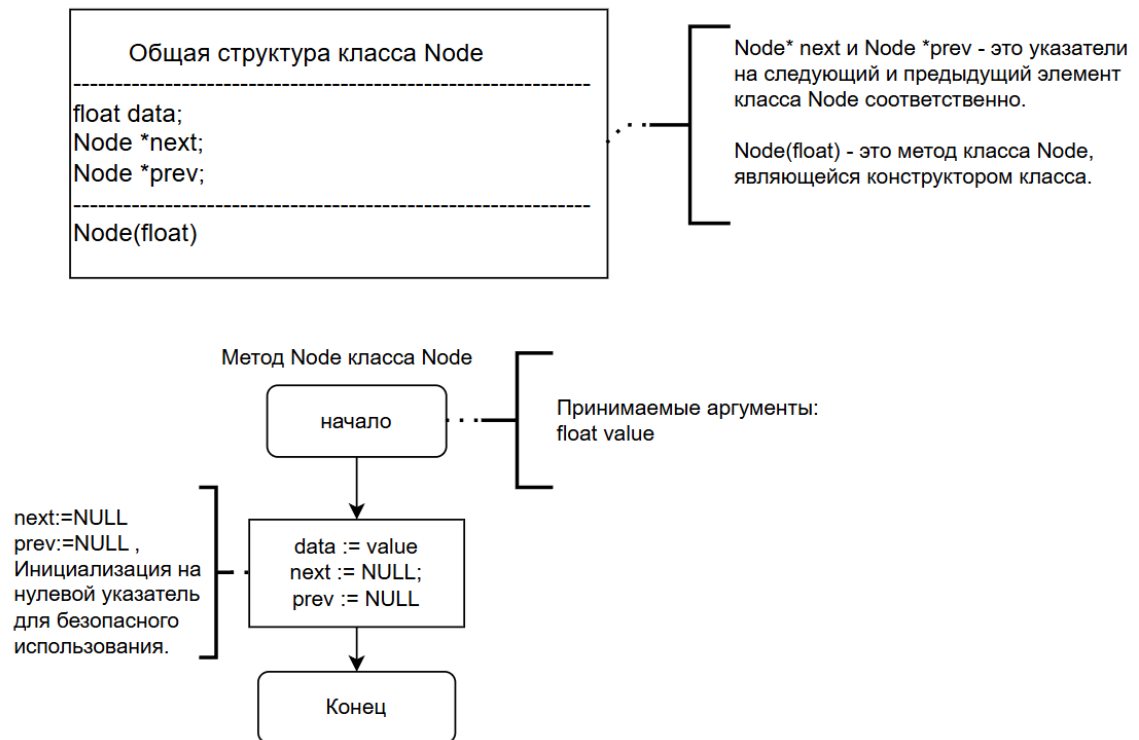 Общая структура класса Node
------------------------------------------------------------
float data;
Node *next;
Node *prev;
------------------------------------------------------------
Node(float)
Node* next и Node *prev - это указатели
на следующий и предыдущий элемент
класса Node соответственно.
Node(float) - это метод класса Node,
являющейся конструктором класса.
Метод Node класса Node
начало
Принимаемые аргументы:
float value
next:=NULL
prev:=NULL ,
Инициализация на
нулевой указатель
для безопасного
использования.
data := value
next := NULL;
prev := NULL
Конец